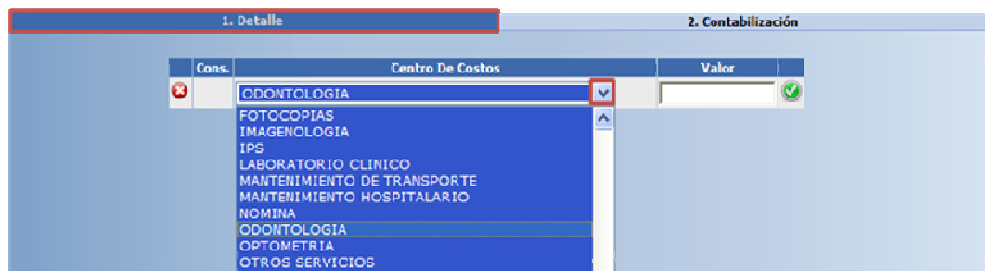 1. Detalle 2. Contabilización
Cons. Centro De Costos Valor
ODONTOLOGIA
FOTOCOPIAS
IMAGENOLOGIA
IPS
LABORATORIO CLINICO
MANTENIMIENTO DE TRANSPORTE
MANTENIMIENTO HOSPITALARIO
NOMINA
ODONTOLOGIA
OPTOMETRIA
OTROS SERVICIOS